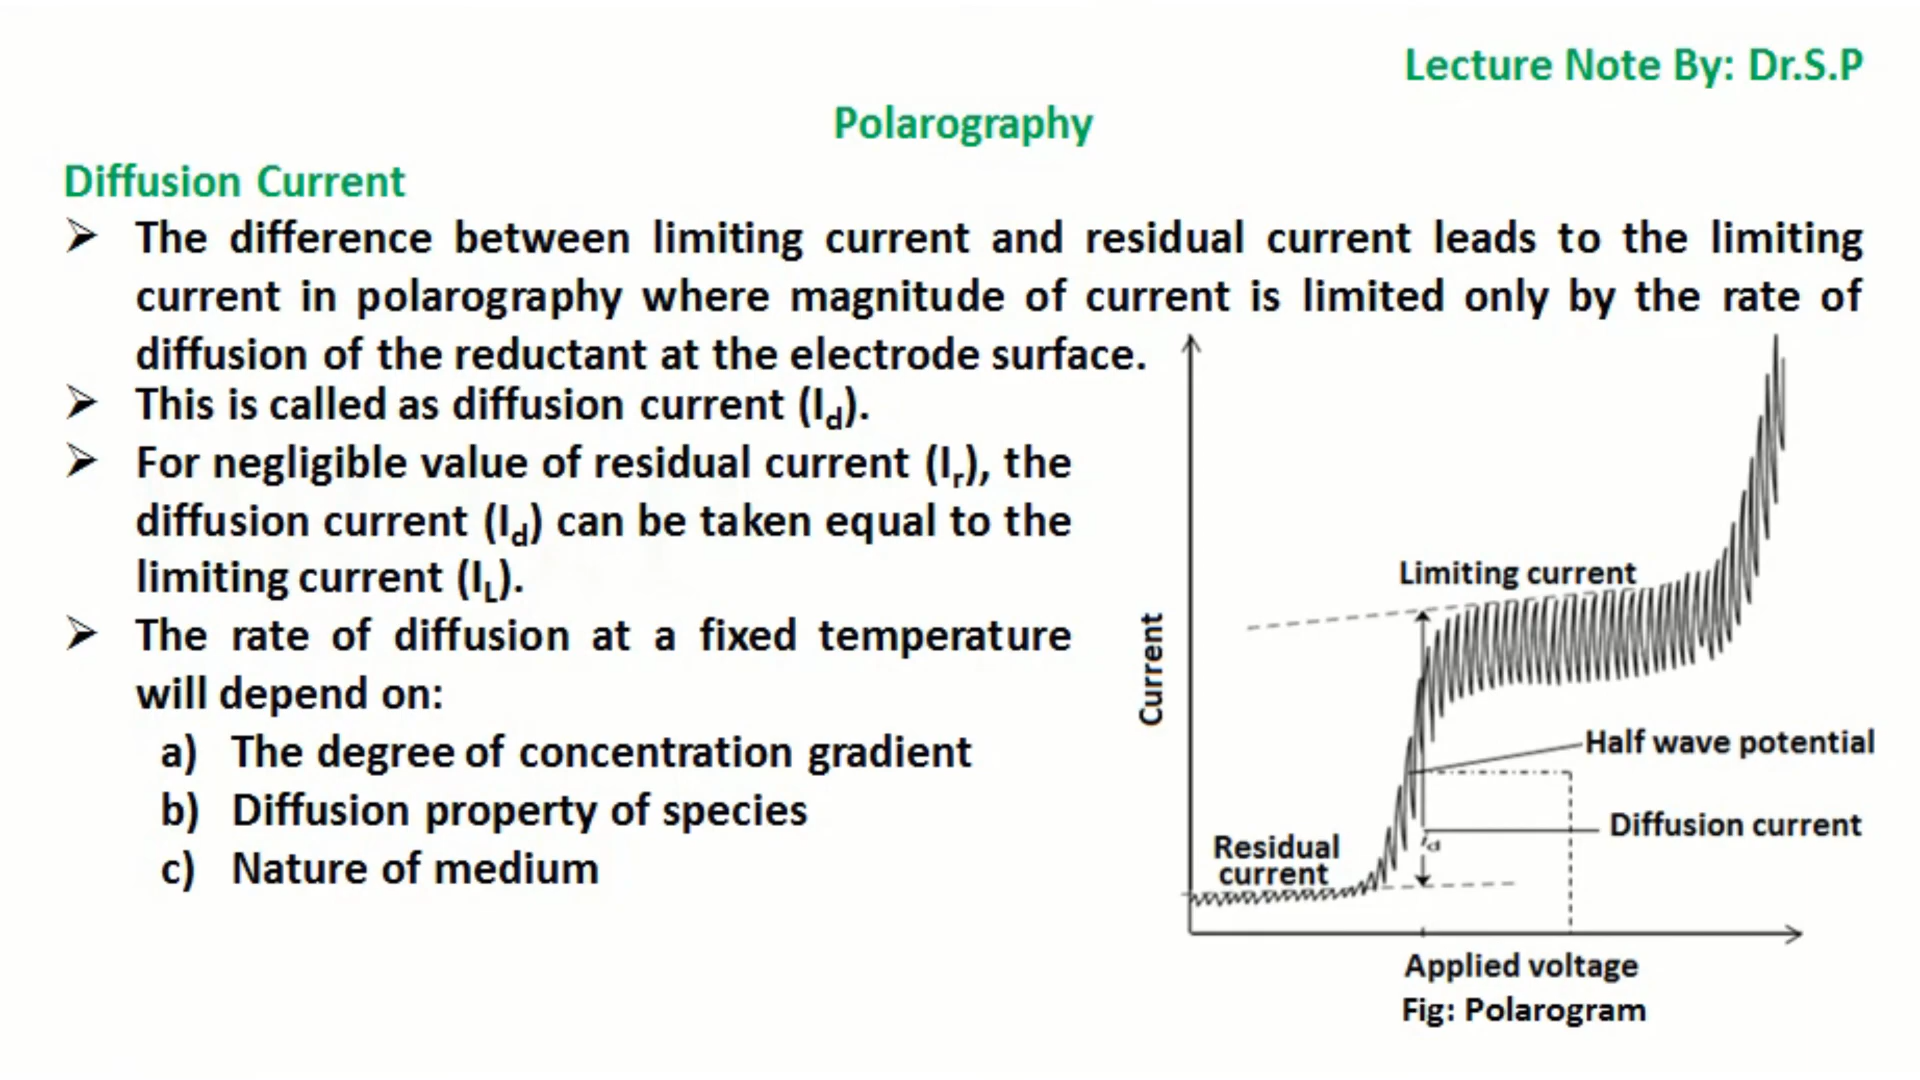 Lecture Note By: Dr.S.P
Polarography
Diffusion Current
➢ The difference between limiting current and residual current leads to the limiting
current in polarography where magnitude of current is limited only by the rate of
diffusion of the reductant at the electrode surface.
➢ This is called as diffusion current (I_d).
➢ For negligible value of residual current (I_r), the
diffusion current (I_d) can be taken equal to the
limiting current (I_L).
➢ The rate of diffusion at a fixed temperature
will depend on:
a) The degree of concentration gradient
b) Diffusion property of species
c) Nature of medium
Current
Limiting current
Half wave potential
Diffusion current
i_d
Residual
current
Applied voltage
Fig: Polarogram